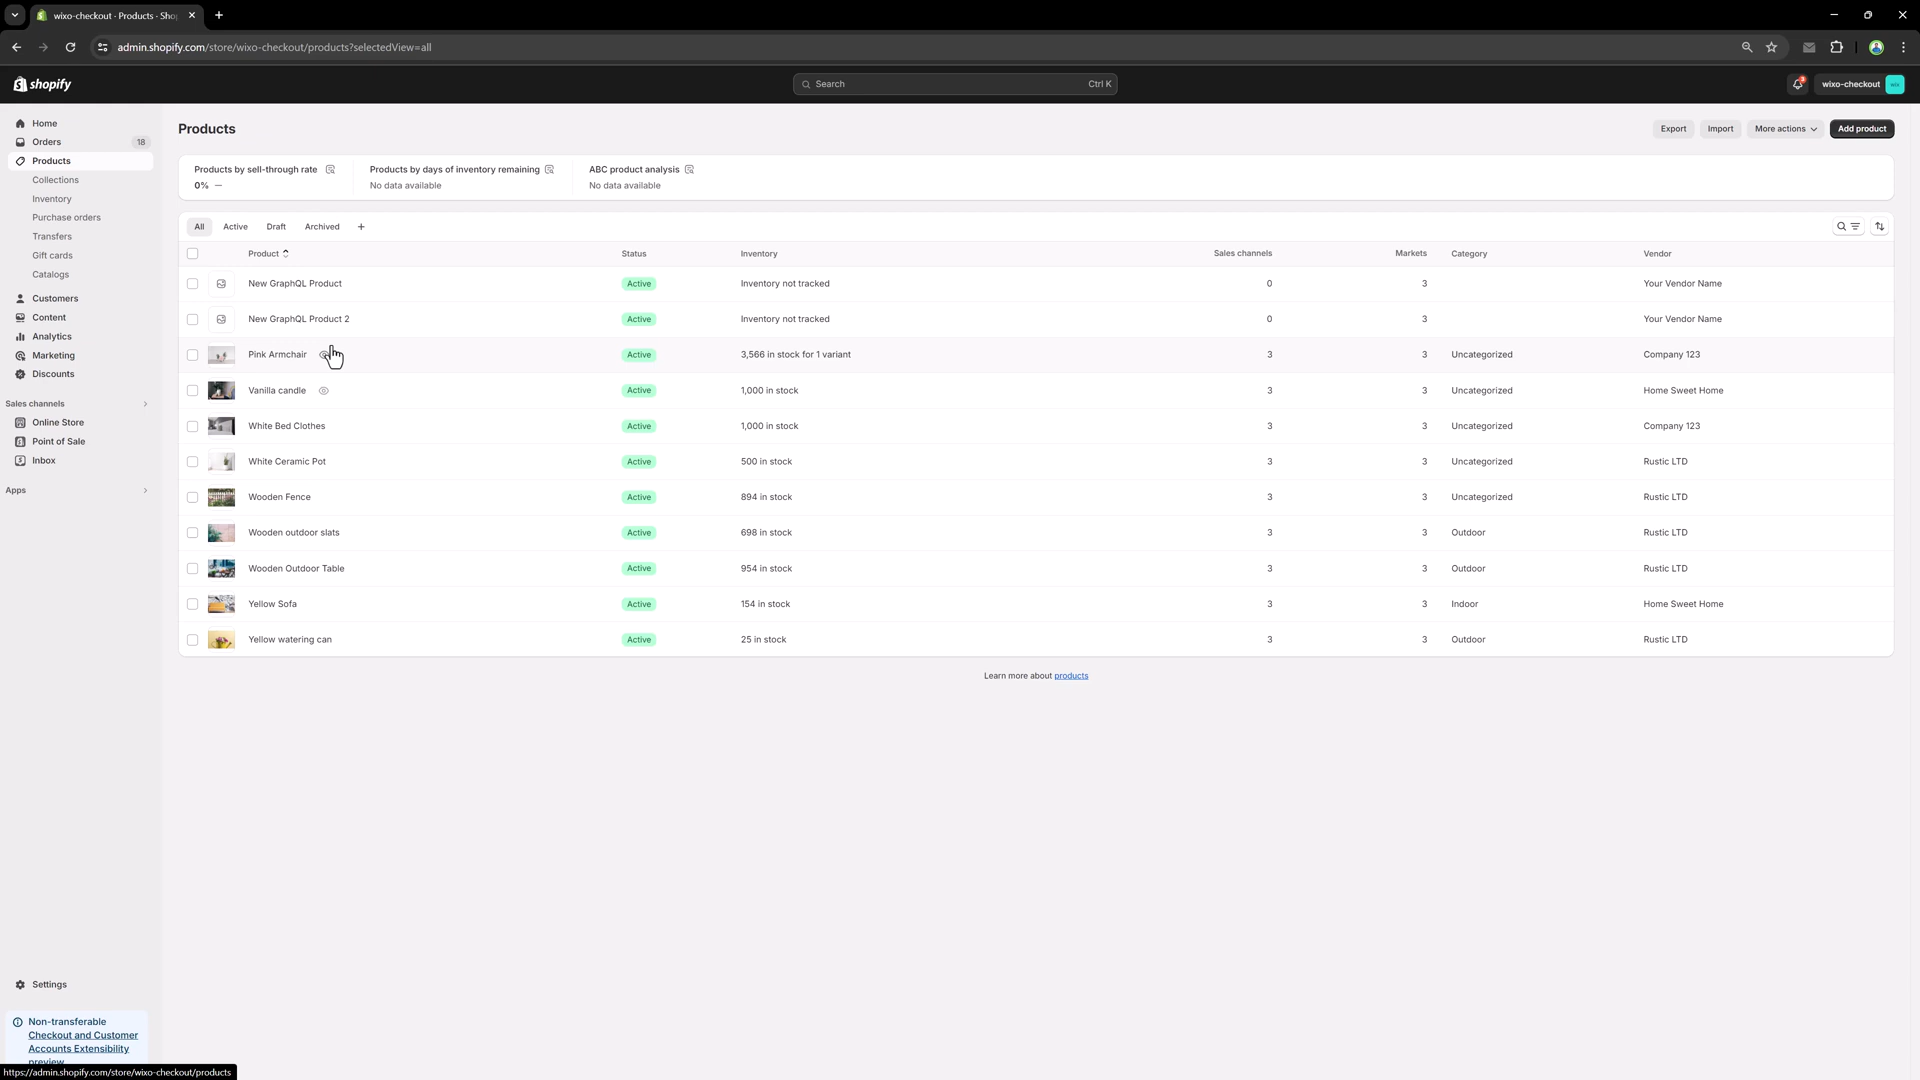 wixo-checkout · Products · Sho
admin.shopify.com/store/wixo-checkout/products?selectedView=all
shopify
Search Ctrl K
3
wixo-checkout wix
Home
Orders 18
Products
Collections
Inventory
Purchase orders
Transfers
Gift cards
Catalogs
Customers
Content
Analytics
Marketing
Discounts
Sales channels
Online Store
Point of Sale
Inbox
Apps
Settings
Non-transferable
Checkout and Customer
Accounts Extensibility
preview
Products
Export Import More actions Add product
Products by sell-through rate Products by days of inventory remaining ABC product analysis
0% — No data available No data available
All Active Draft Archived +
Product Status Inventory Sales channels Markets Category Vendor
New GraphQL Product Active Inventory not tracked 0 3 Your Vendor Name
New GraphQL Product 2 Active Inventory not tracked 0 3 Your Vendor Name
Pink Armchair Active 3,566 in stock for 1 variant 3 3 Uncategorized Company 123
Vanilla candle Active 1,000 in stock 3 3 Uncategorized Home Sweet Home
White Bed Clothes Active 1,000 in stock 3 3 Uncategorized Company 123
White Ceramic Pot Active 500 in stock 3 3 Uncategorized Rustic LTD
Wooden Fence Active 894 in stock 3 3 Uncategorized Rustic LTD
Wooden outdoor slats Active 698 in stock 3 3 Outdoor Rustic LTD
Wooden Outdoor Table Active 954 in stock 3 3 Outdoor Rustic LTD
Yellow Sofa Active 154 in stock 3 3 Indoor Home Sweet Home
Yellow watering can Active 25 in stock 3 3 Outdoor Rustic LTD
Learn more about products
https://admin.shopify.com/store/wixo-checkout/products